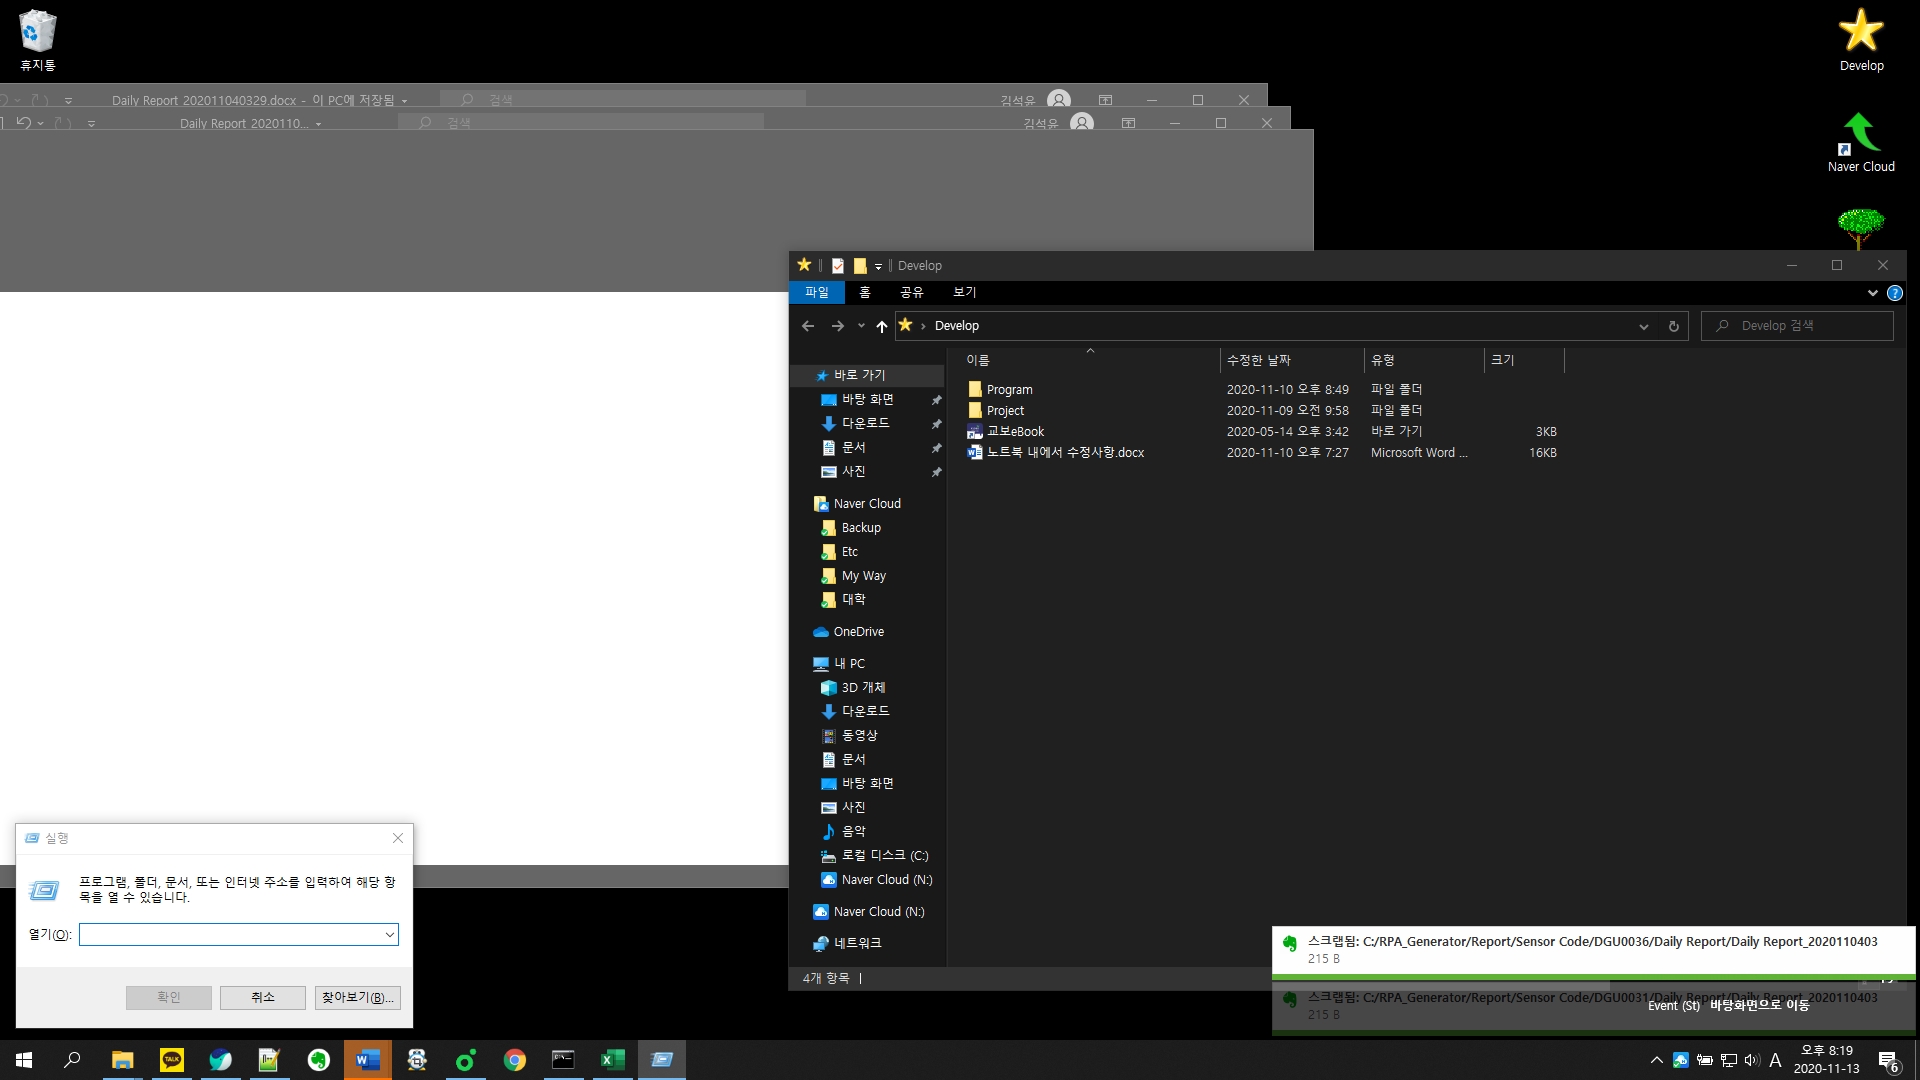 휴지통
Develop
Naver Cloud
Daily Report 202011040329.docx - 이 PC에 저장됨
검색
김석윤
Daily Report 2020110...
검색
김석윤
Develop
파일 홈 공유 보기
Develop
Develop 검색
이름 수정한 날짜 유형 크기
Program 2020-11-10 오후 8:49 파일 폴더
Project 2020-11-09 오전 9:58 파일 폴더
교보eBook 2020-05-14 오후 3:42 바로 가기 3KB
노트북 내에서 수정사항.docx 2020-11-10 오후 7:27 Microsoft Word ... 16KB
바로 가기
바탕 화면
다운로드
문서
사진
Naver Cloud
Backup
Etc
My Way
대학
OneDrive
내 PC
3D 개체
다운로드
동영상
문서
바탕 화면
사진
음악
로컬 디스크 (C:)
Naver Cloud (N:)
Naver Cloud (N:)
네트워크
4개 항목
실행
프로그램, 폴더, 문서, 또는 인터넷 주소를 입력하여 해당 항
목을 열 수 있습니다.
열기(O):
확인 취소 찾아보기(B)...
스크랩됨: C:/RPA_Generator/Report/Sensor Code/DGU0036/Daily Report/Daily Report_2020110403
215 B
스크랩됨: C:/RPA_Generator/Report/Sensor Code/DGU0031/Daily Report/Daily Report_2020110403
215 B
Event (St) 바탕화면으로 이동
TALK
A
오후 8:19
2020-11-13
6